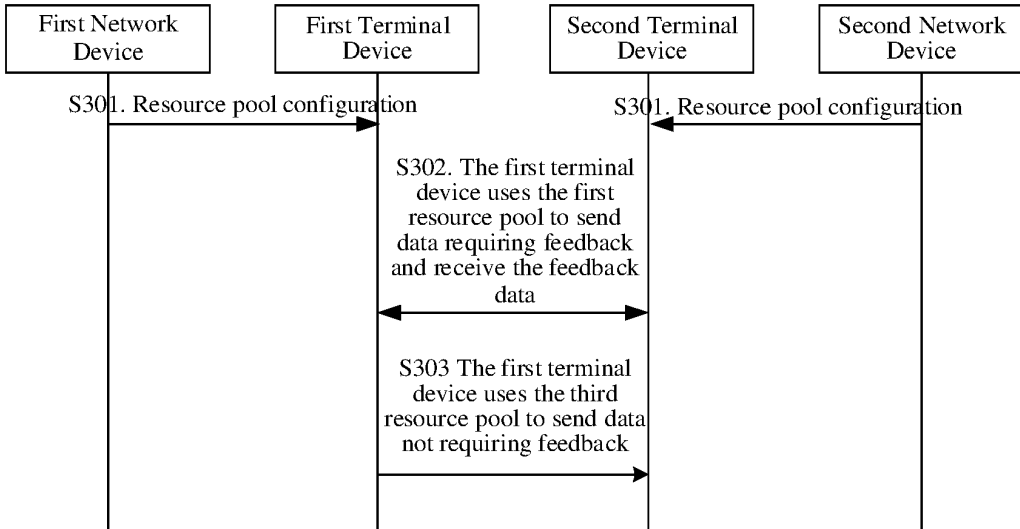 First Network
Device
First Terminal
Device
Second Terminal
Device
Second Network
Device
S301. Resource pool configuration
S301. Resource pool configuration
S302. The first terminal
device uses the first
resource pool to send
data requiring feedback
and receive the feedback
data
S303 The first terminal
device uses the third
resource pool to send data
not requiring feedback